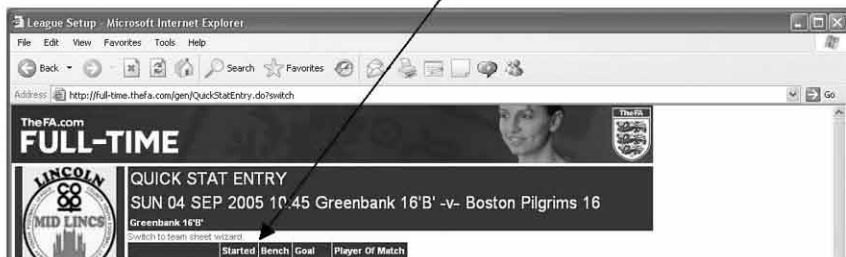 League Setup - Microsoft Internet Explorer
File Edit View Favorites Tools Help
Back Search Favorites
Address http://full-time.thefa.com/gen/QuickStatEntry.do?switch Go
TheFA.com
FULL-TIME
TheFA
LINCOLN
CO CO
MID LINCS
QUICK STAT ENTRY
SUN 04 SEP 2005 10:45 Greenbank 16'B' -v- Boston Pilgrims 16
Greenbank 16'B'
Switch to team sheet wizard
Started Bench Goal Player Of Match